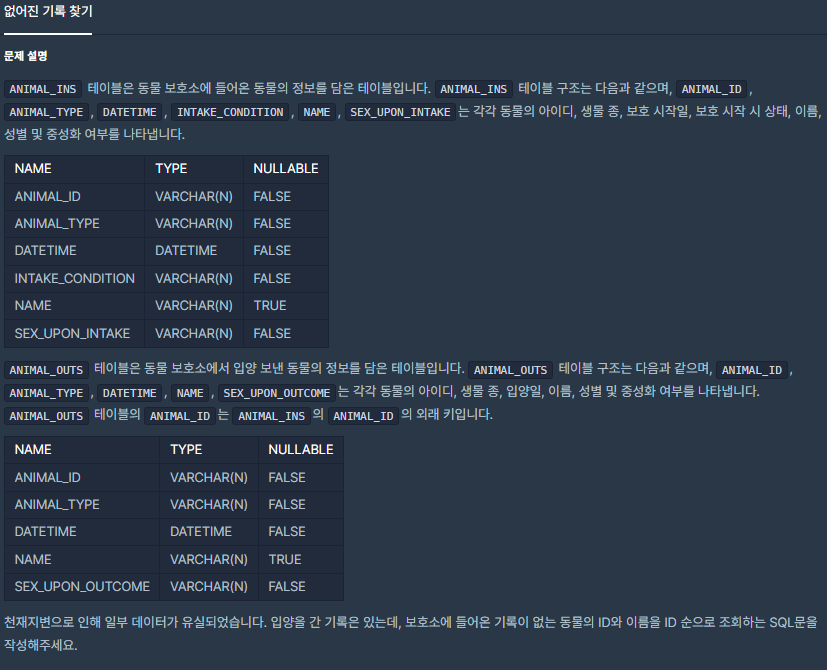 없어진 기록 찾기
문제 설명
ANIMAL_INS 테이블은 동물 보호소에 들어온 동물의 정보를 담은 테이블입니다. ANIMAL_INS 테이블 구조는 다음과 같으며, ANIMAL_ID ,
ANIMAL_TYPE , DATETIME , INTAKE_CONDITION , NAME , SEX_UPON_INTAKE 는 각각 동물의 아이디, 생물 종, 보호 시작일, 보호 시작 시 상태, 이름,
성별 및 중성화 여부를 나타냅니다.
NAME TYPE NULLABLE
ANIMAL_ID VARCHAR(N) FALSE
ANIMAL_TYPE VARCHAR(N) FALSE
DATETIME DATETIME FALSE
INTAKE_CONDITION VARCHAR(N) FALSE
NAME VARCHAR(N) TRUE
SEX_UPON_INTAKE VARCHAR(N) FALSE
ANIMAL_OUTS 테이블은 동물 보호소에서 입양 보낸 동물의 정보를 담은 테이블입니다. ANIMAL_OUTS 테이블 구조는 다음과 같으며, ANIMAL_ID ,
ANIMAL_TYPE , DATETIME , NAME , SEX_UPON_OUTCOME 는 각각 동물의 아이디, 생물 종, 입양일, 이름, 성별 및 중성화 여부를 나타냅니다.
ANIMAL_OUTS 테이블의 ANIMAL_ID 는 ANIMAL_INS 의 ANIMAL_ID 의 외래 키입니다.
NAME TYPE NULLABLE
ANIMAL_ID VARCHAR(N) FALSE
ANIMAL_TYPE VARCHAR(N) FALSE
DATETIME DATETIME FALSE
NAME VARCHAR(N) TRUE
SEX_UPON_OUTCOME VARCHAR(N) FALSE
천재지변으로 인해 일부 데이터가 유실되었습니다. 입양을 간 기록은 있는데, 보호소에 들어온 기록이 없는 동물의 ID와 이름을 ID 순으로 조회하는 SQL문을
작성해주세요.